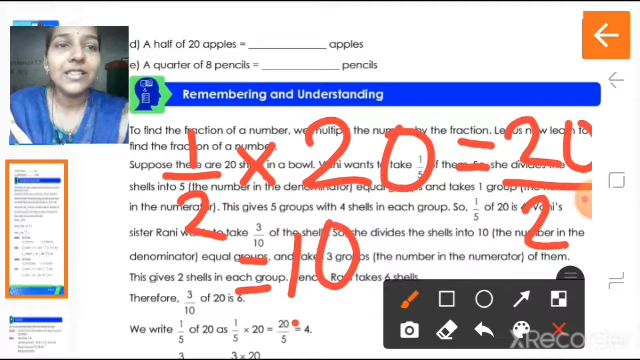 d) A half of 20 apples = ____________ apples
e) A quarter of 8 pencils = ____________ pencils
Remembering and Understanding
To find the fraction of a number, we multiply the number by the fraction. Let us now learn to
find the fraction of a number.
Suppose there are 20 shells in a bowl. Vani wants to take 1/5 of them. So, she divides the
shells into 5 (the number in the denominator) equal groups and takes 1 group (the
in the numerator). This gives 5 groups with 4 shells in each group. So, 1/5 of 20 is 4. Vani's
sister Rani wants to take 3/10 of the shells. So she divides the shells into 10 (the number in the
denominator) equal groups, and takes 3 groups (the number in the numerator) of them.
This gives 2 shells in each group. Hence, Rani takes 6 shells.
Therefore, 3/10 of 20 is 6.
We write 1/5 of 20 as 1/5 × 20 = 20/5 = 4.
3 3 × 20
1/2 × 20 = 20/2
= 10
XRecorder